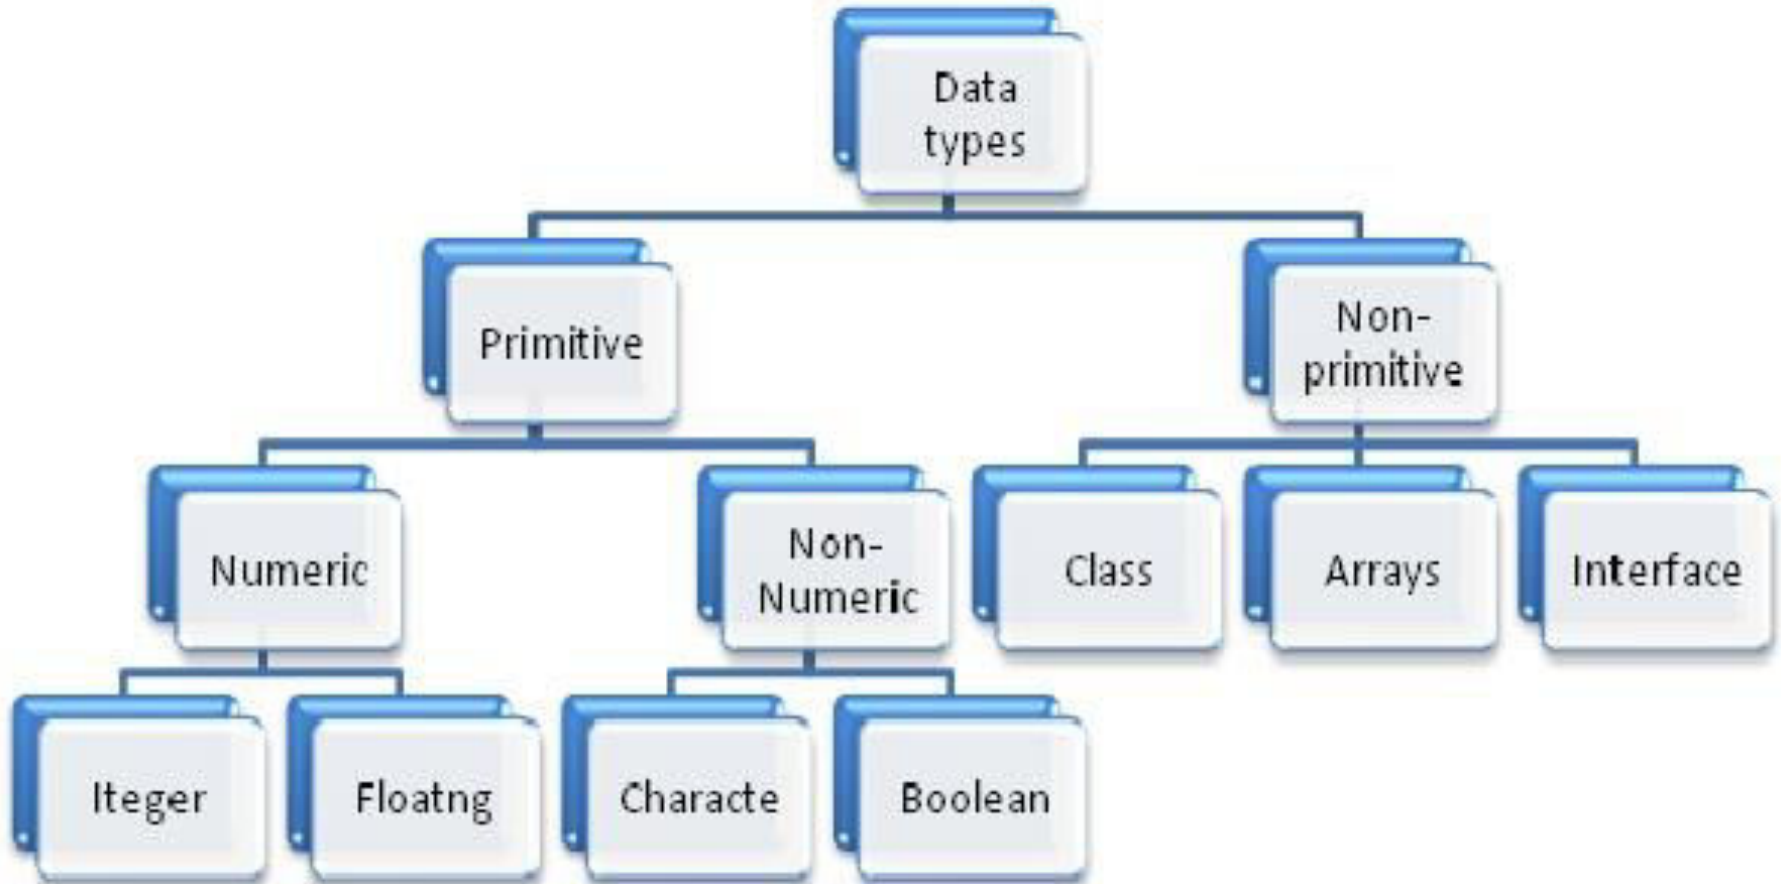 Data
types
Primitive
Non-
primitive
Numeric
Non-
Numeric
Class
Arrays
Interface
Iteger
Floatng
Characte
Boolean